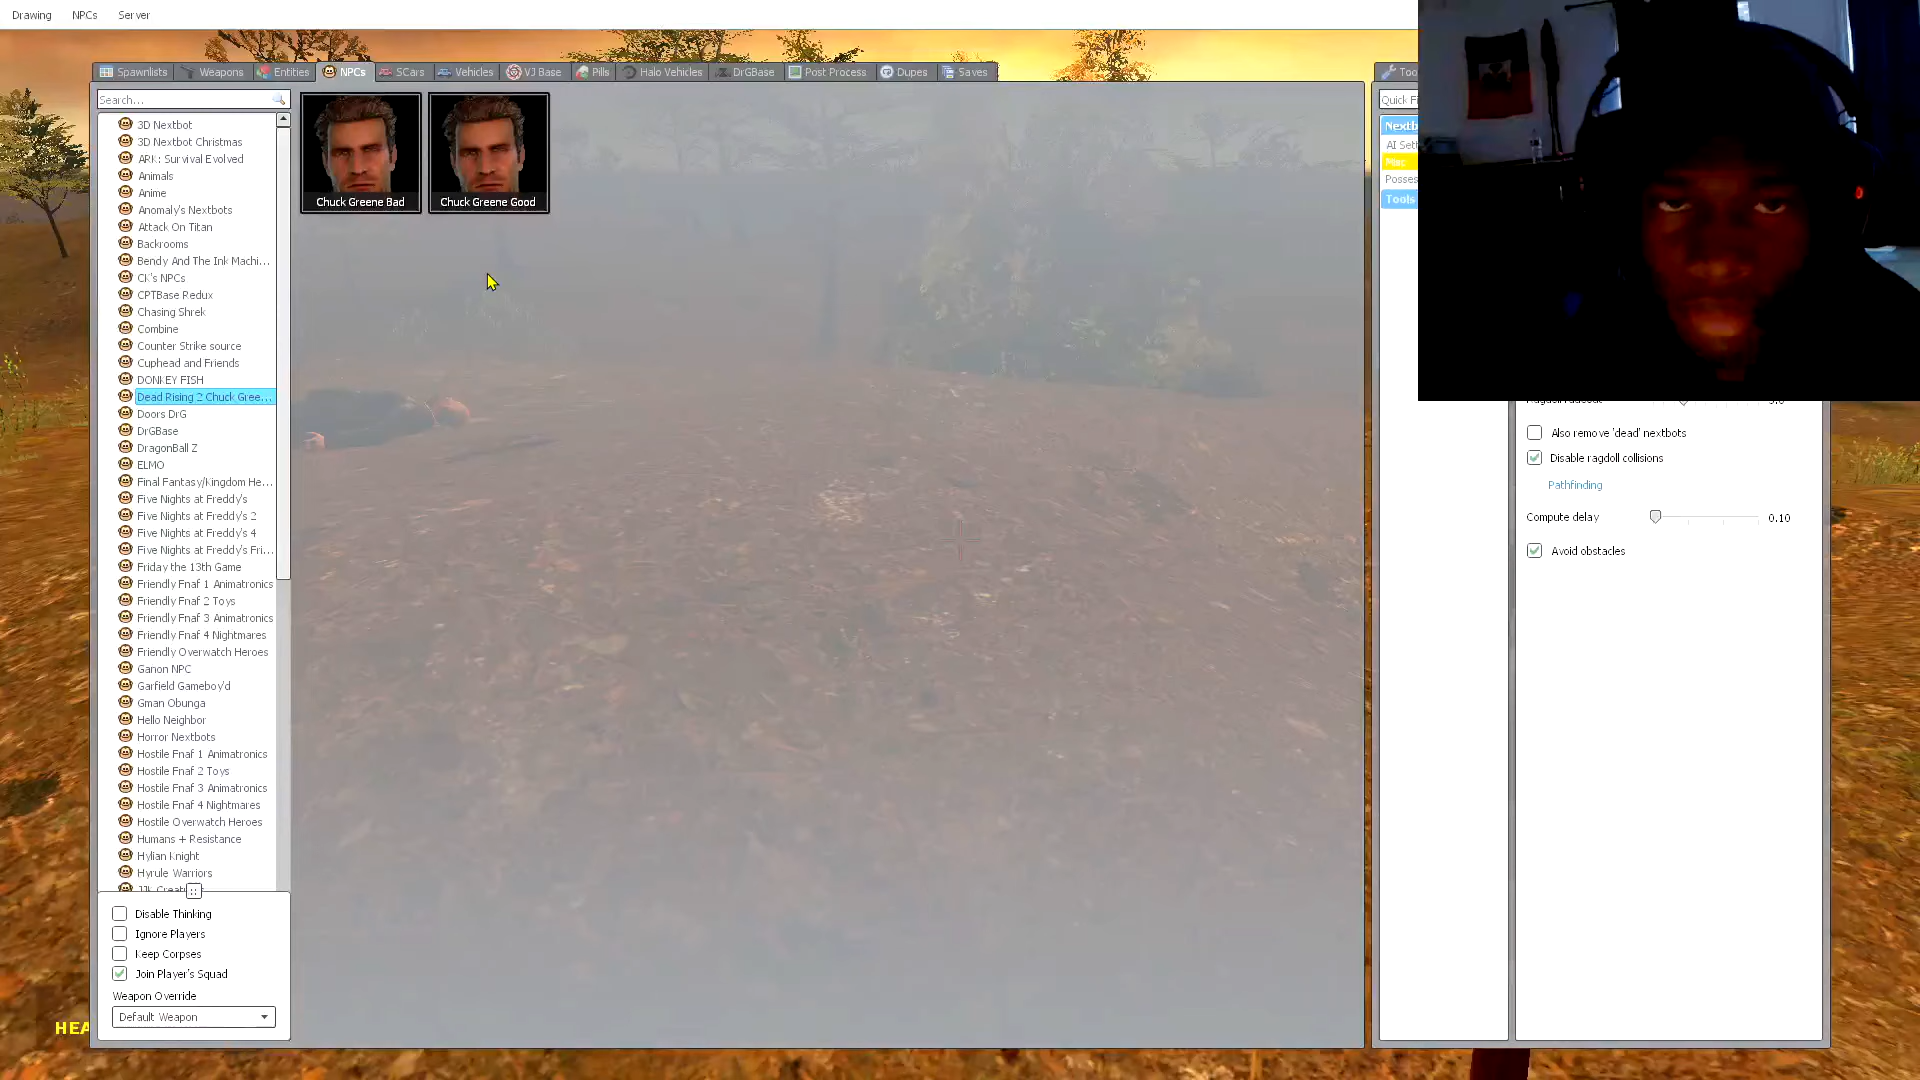 Drawing NPCs Server
Spawnlists Weapons Entities NPCs SCars Vehicles VJ Base Pills Halo Vehicles DrGBase Post Process Dupes Saves
Search...
3D Nextbot
3D Nextbot Christmas
ARK: Survival Evolved
Animals
Anime
Anomaly's Nextbots
Attack On Titan
Backrooms
Bendy And The Ink Machi...
CK's NPCs
CPTBase Redux
Chasing Shrek
Combine
Counter Strike source
Cuphead and Friends
DONKEY FISH
Dead Rising 2 Chuck Gree...
Doors DrG
DrGBase
DragonBall Z
ELMO
Final Fantasy/Kingdom He...
Five Nights at Freddy's
Five Nights at Freddy's 2
Five Nights at Freddy's 4
Five Nights at Freddy's Fri...
Friday the 13th Game
Friendly Fnaf 1 Animatronics
Friendly Fnaf 2 Toys
Friendly Fnaf 3 Animatronics
Friendly Fnaf 4 Nightmares
Friendly Overwatch Heroes
Ganon NPC
Garfield Gameboy'd
Gman Obunga
Hello Neighbor
Horror Nextbots
Hostile Fnaf 1 Animatronics
Hostile Fnaf 2 Toys
Hostile Fnaf 3 Animatronics
Hostile Fnaf 4 Nightmares
Hostile Overwatch Heroes
Humans + Resistance
Hylian Knight
Hyrule Warriors
Disable Thinking
Ignore Players
Keep Corpses
Join Player's Squad
Weapon Override
Default Weapon
HEA
Chuck Greene Bad
Chuck Greene Good
Too
Quick Fi
Nextb
AI Sett
Misc
Posses
Tools
Also remove 'dead' nextbots
Disable ragdoll collisions
Pathfinding
Compute delay 0.10
Avoid obstacles